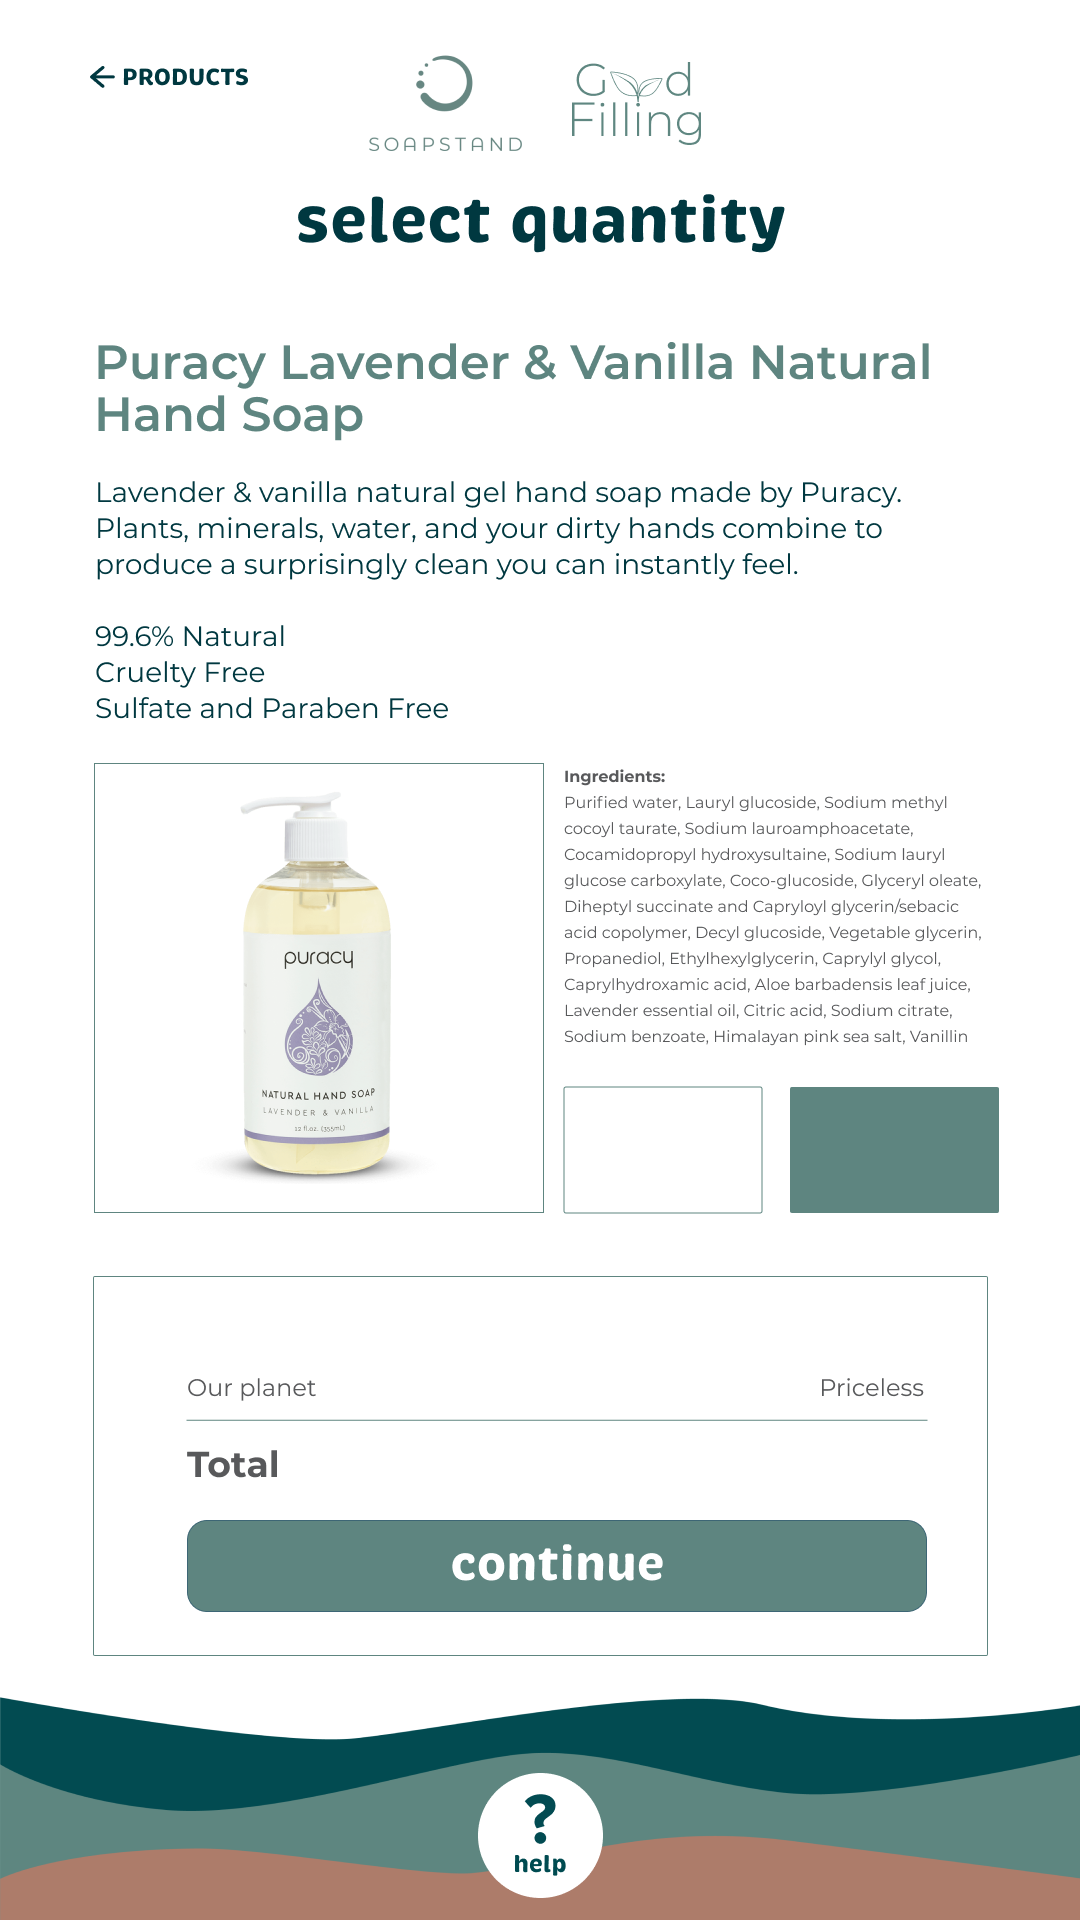 PRODUCTS
SOAPSTAND
Good
Filling
select quantity
Puracy Lavender & Vanilla Natural
Hand Soap
Lavender & vanilla natural gel hand soap made by Puracy.
Plants, minerals, water, and your dirty hands combine to
produce a surprisingly clean you can instantly feel.
99.6% Natural
Cruelty Free
Sulfate and Paraben Free
puracy
NATURAL HAND SOAP
LAVENDER & VANILLA
12 fl.oz. (355mL)
Ingredients:
Purified water, Lauryl glucoside, Sodium methyl
cocoyl taurate, Sodium lauroamphoacetate,
Cocamidopropyl hydroxysultaine, Sodium lauryl
glucose carboxylate, Coco-glucoside, Glyceryl oleate,
Diheptyl succinate and Capryloyl glycerin/sebacic
acid copolymer, Decyl glucoside, Vegetable glycerin,
Propanediol, Ethylhexylglycerin, Caprylyl glycol,
Caprylhydroxamic acid, Aloe barbadensis leaf juice,
Lavender essential oil, Citric acid, Sodium citrate,
Sodium benzoate, Himalayan pink sea salt, Vanillin
Our planet Priceless
Total
continue
?
help